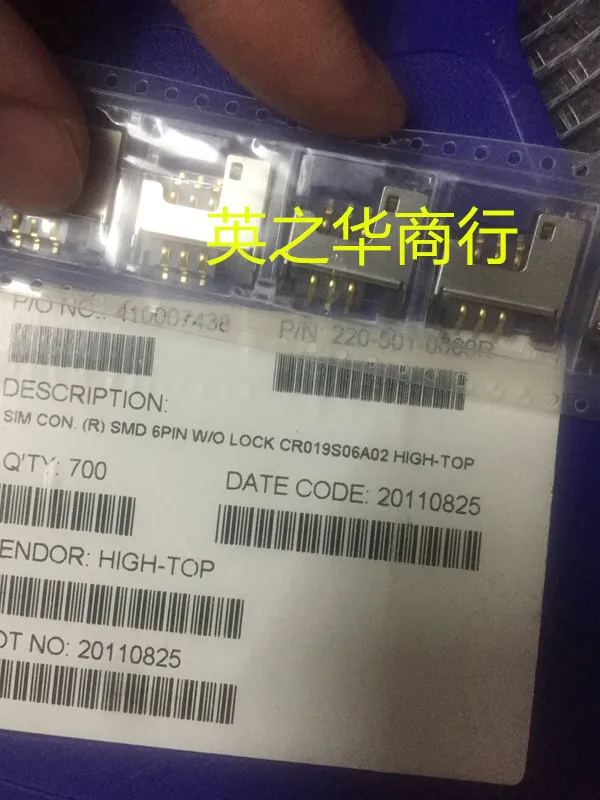 英之华商行
P/O NO.: 410007438
P/N 220-501
DESCRIPTION:
SIM CON. (R) SMD 6PIN W/O LOCK CR019S06A02 HIGH-TOP
Q'TY: 700
DATE CODE: 20110825
ENDOR: HIGH-TOP
OT NO: 20110825